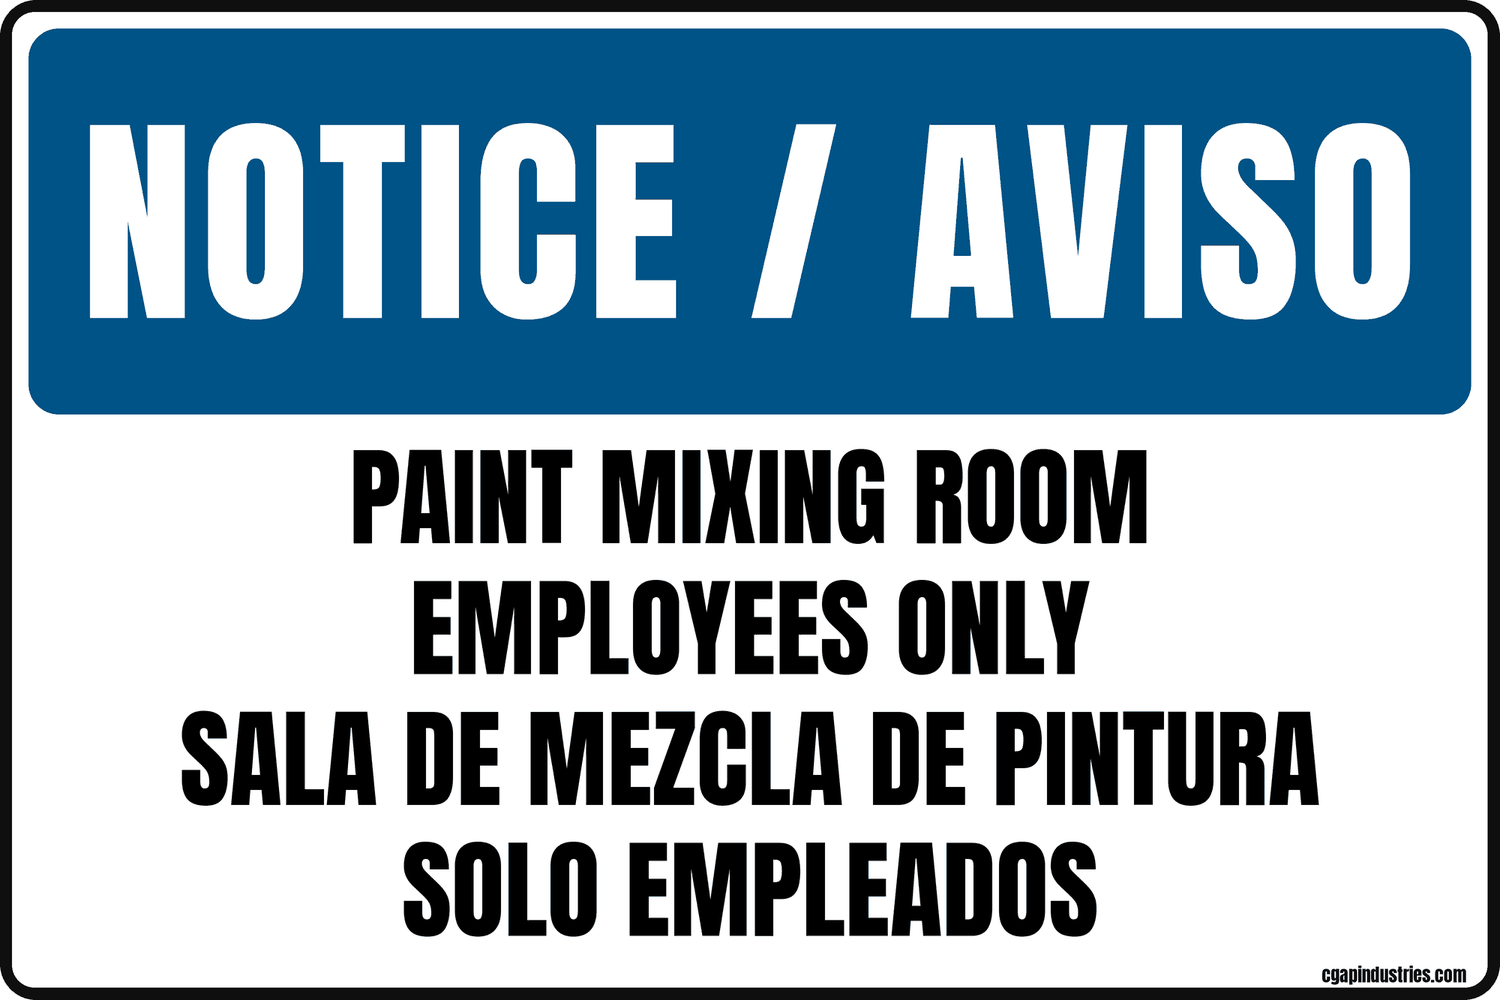 NOTICE / AVISO
PAINT MIXING ROOM
EMPLOYEES ONLY
SALA DE MEZCLA DE PINTURA
SOLO EMPLEADOS
cgapindustries.com